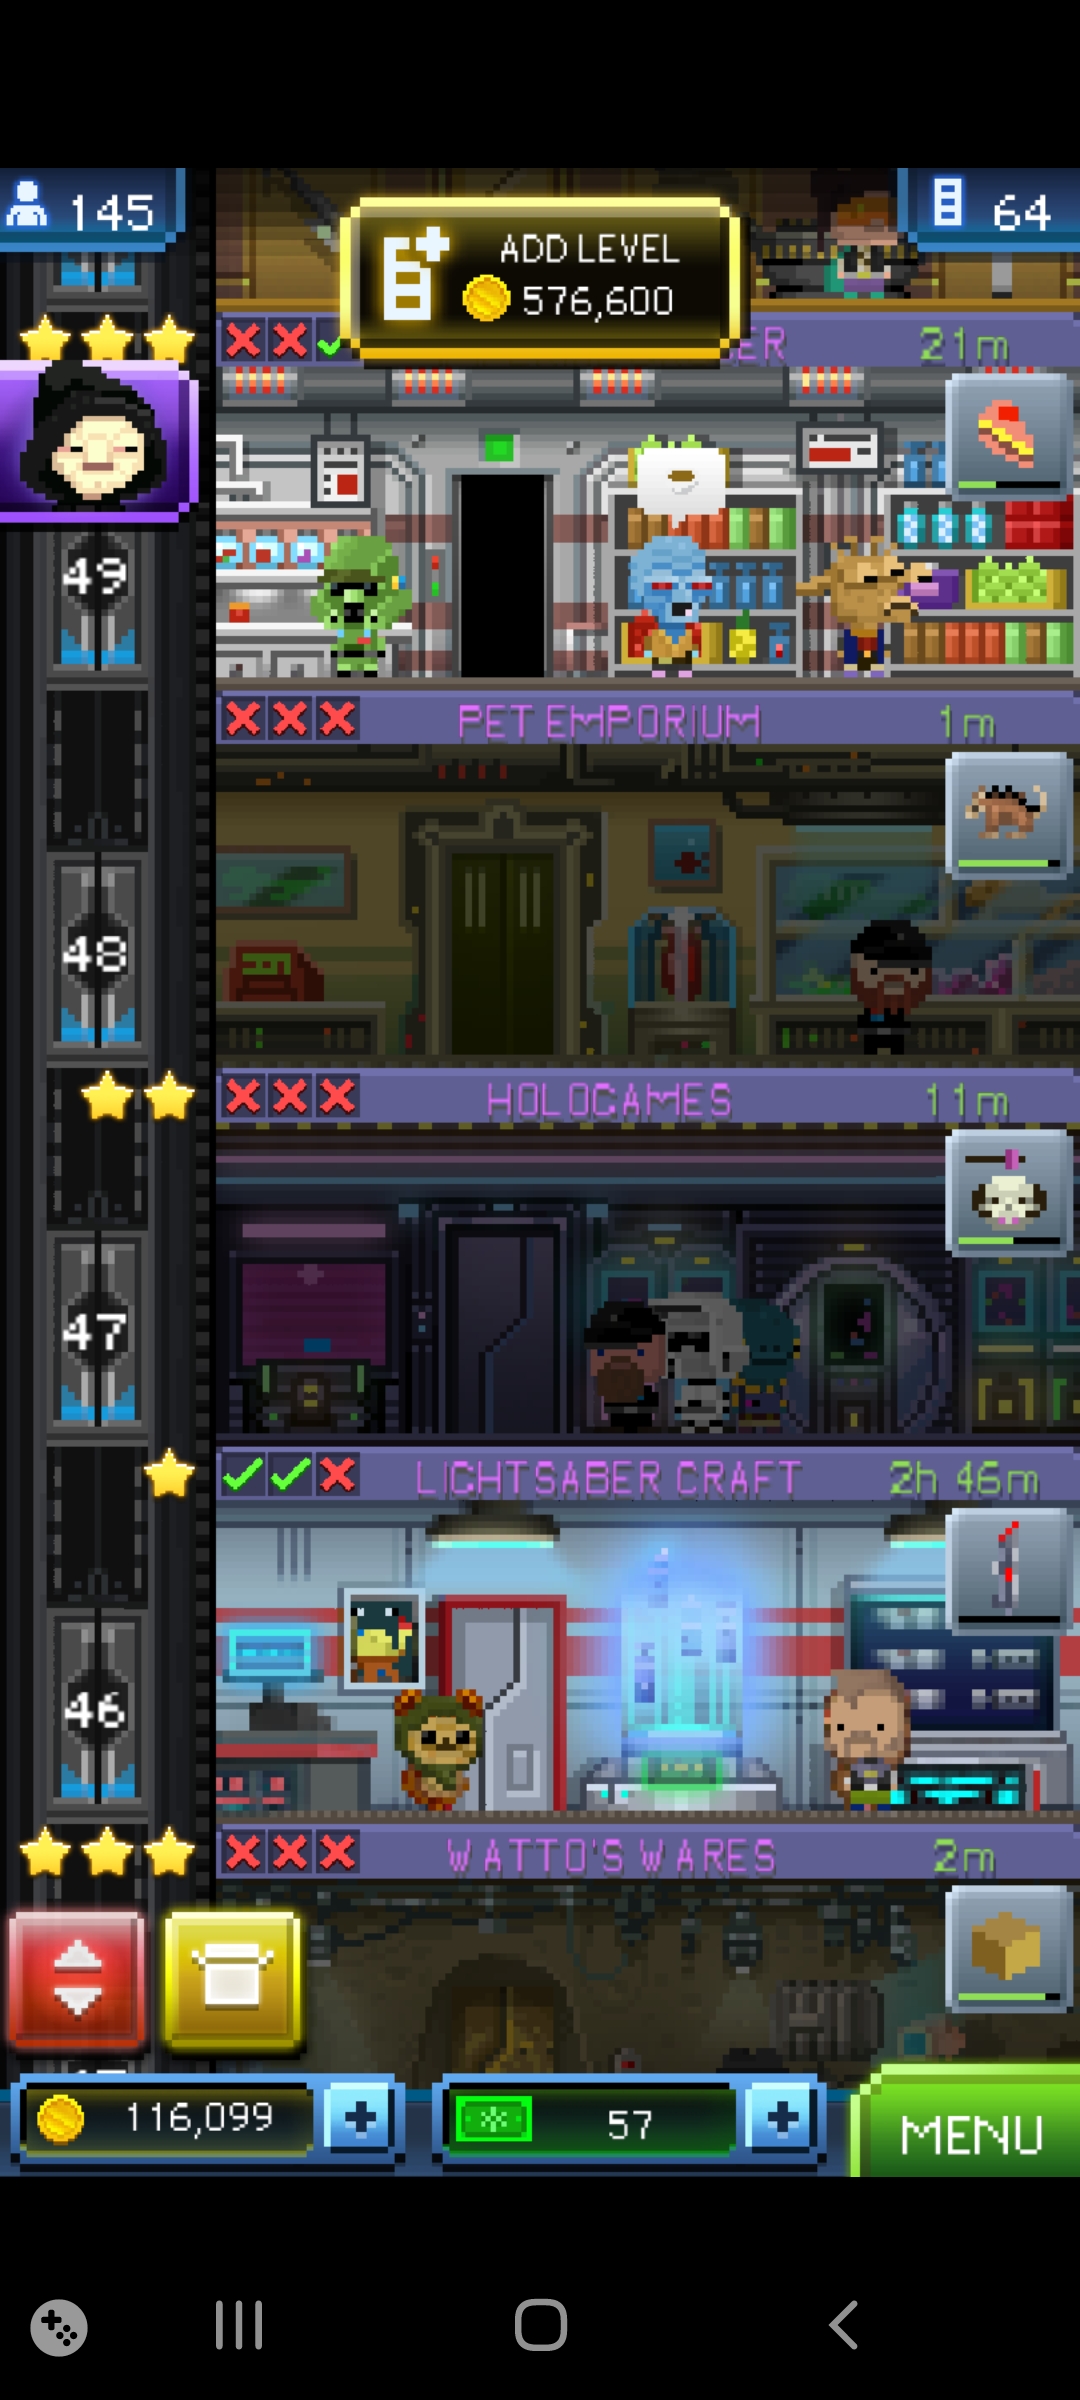 145
ADD LEVEL
576,600
64
21m
49
PET EMPORIUM
1m
48
HOLOGAMES
11m
47
LIGHTSABER CRAFT
2h 46m
46
WATTO'S WARES
2m
116,099
57
MENU